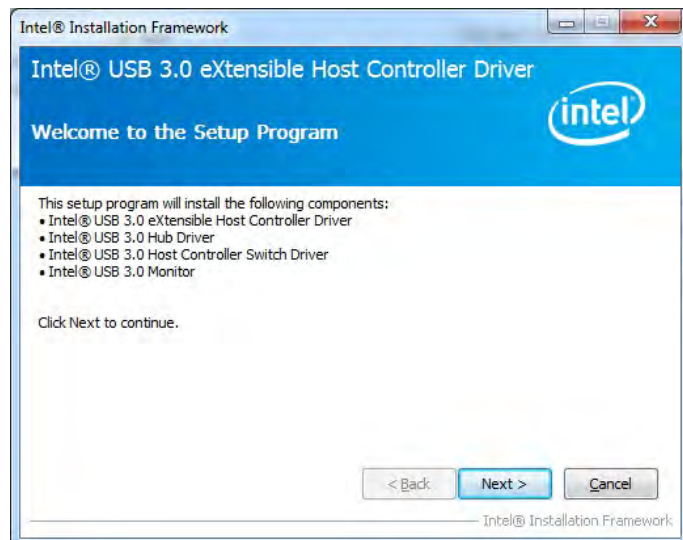 Intel® Installation Framework
Intel® USB 3.0 eXtensible Host Controller Driver
intel
Welcome to the Setup Program
This setup program will install the following components:
• Intel® USB 3.0 eXtensible Host Controller Driver
• Intel® USB 3.0 Hub Driver
• Intel® USB 3.0 Host Controller Switch Driver
• Intel® USB 3.0 Monitor
Click Next to continue.
< Back Next > Cancel
Intel® Installation Framework